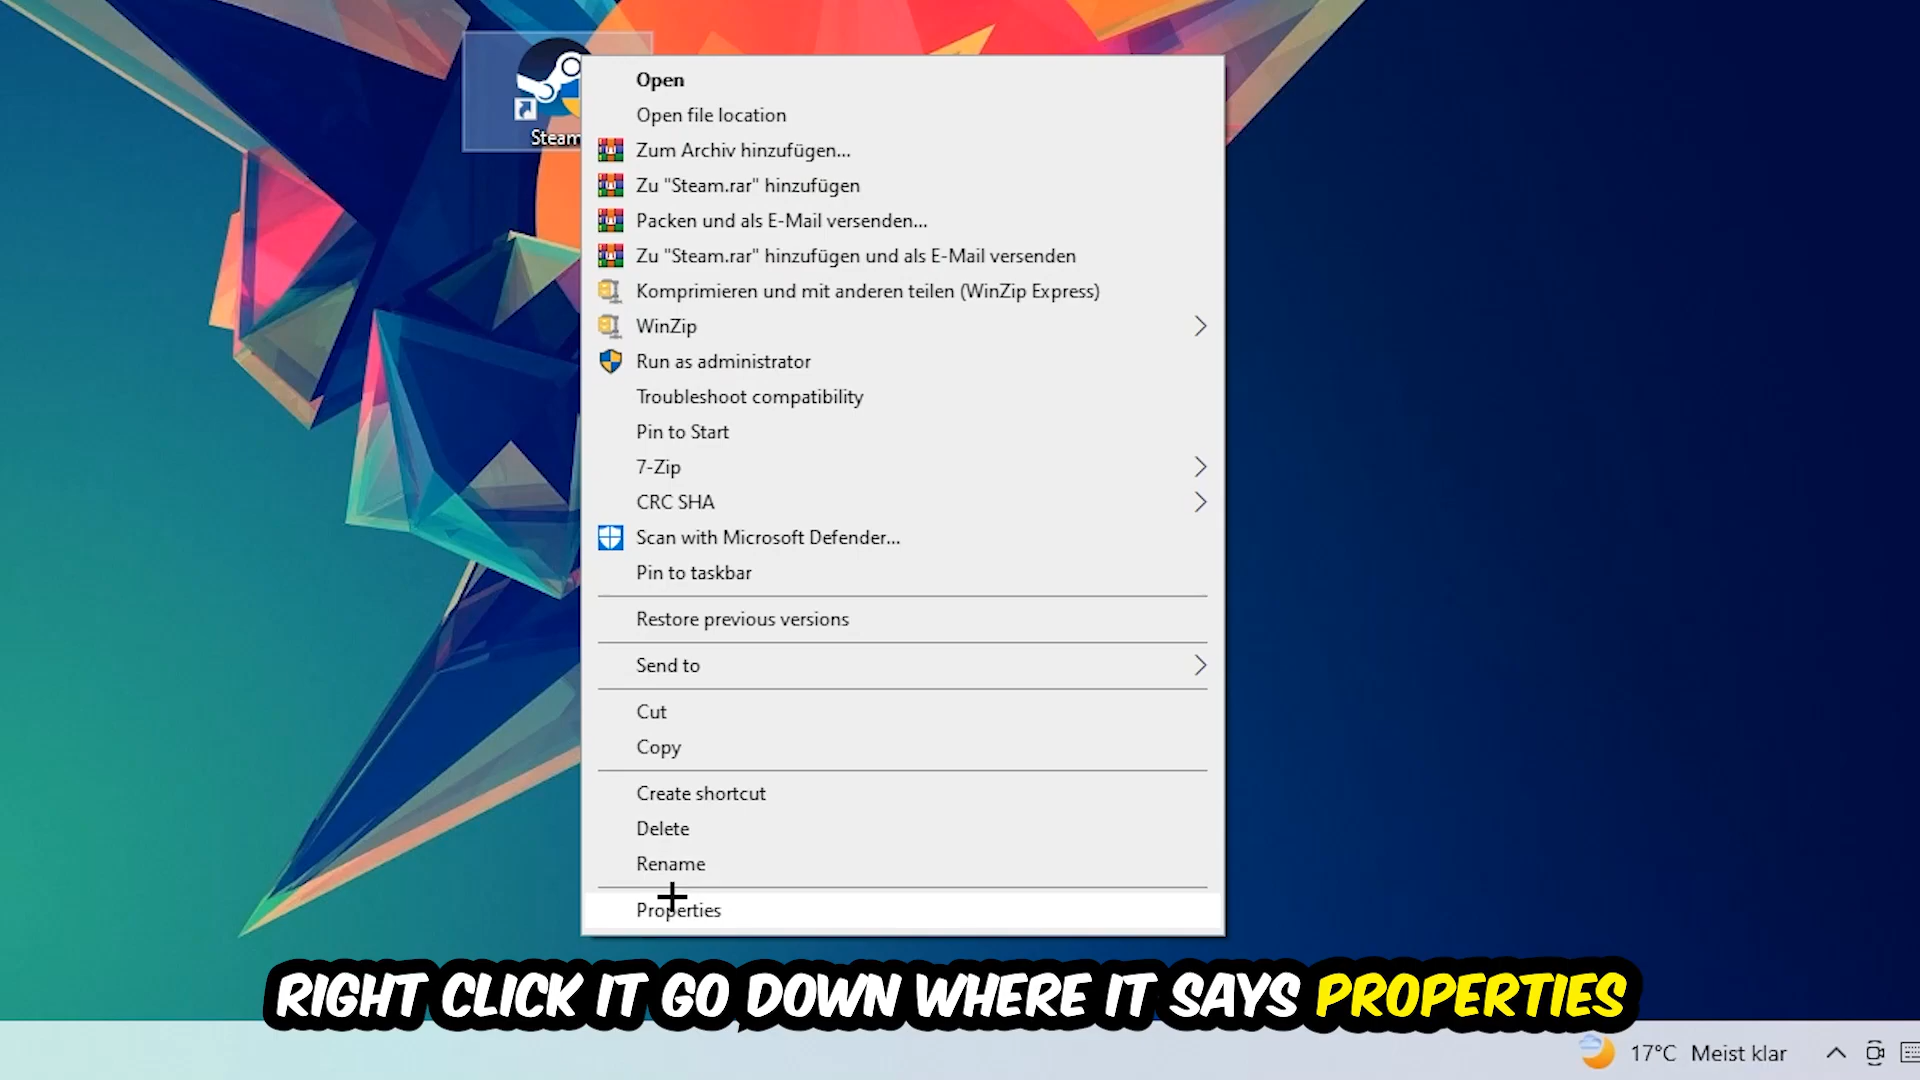 Steam
Open
Open file location
Zum Archiv hinzufügen...
Zu "Steam.rar" hinzufügen
Packen und als E-Mail versenden...
Zu "Steam.rar" hinzufügen und als E-Mail versenden
Komprimieren und mit anderen teilen (WinZip Express)
WinZip
Run as administrator
Troubleshoot compatibility
Pin to Start
7-Zip
CRC SHA
Scan with Microsoft Defender...
Pin to taskbar
Restore previous versions
Send to
Cut
Copy
Create shortcut
Delete
Rename
Properties
RIGHT CLICK IT GO DOWN WHERE IT SAYS PROPERTIES
17°C Meist klar